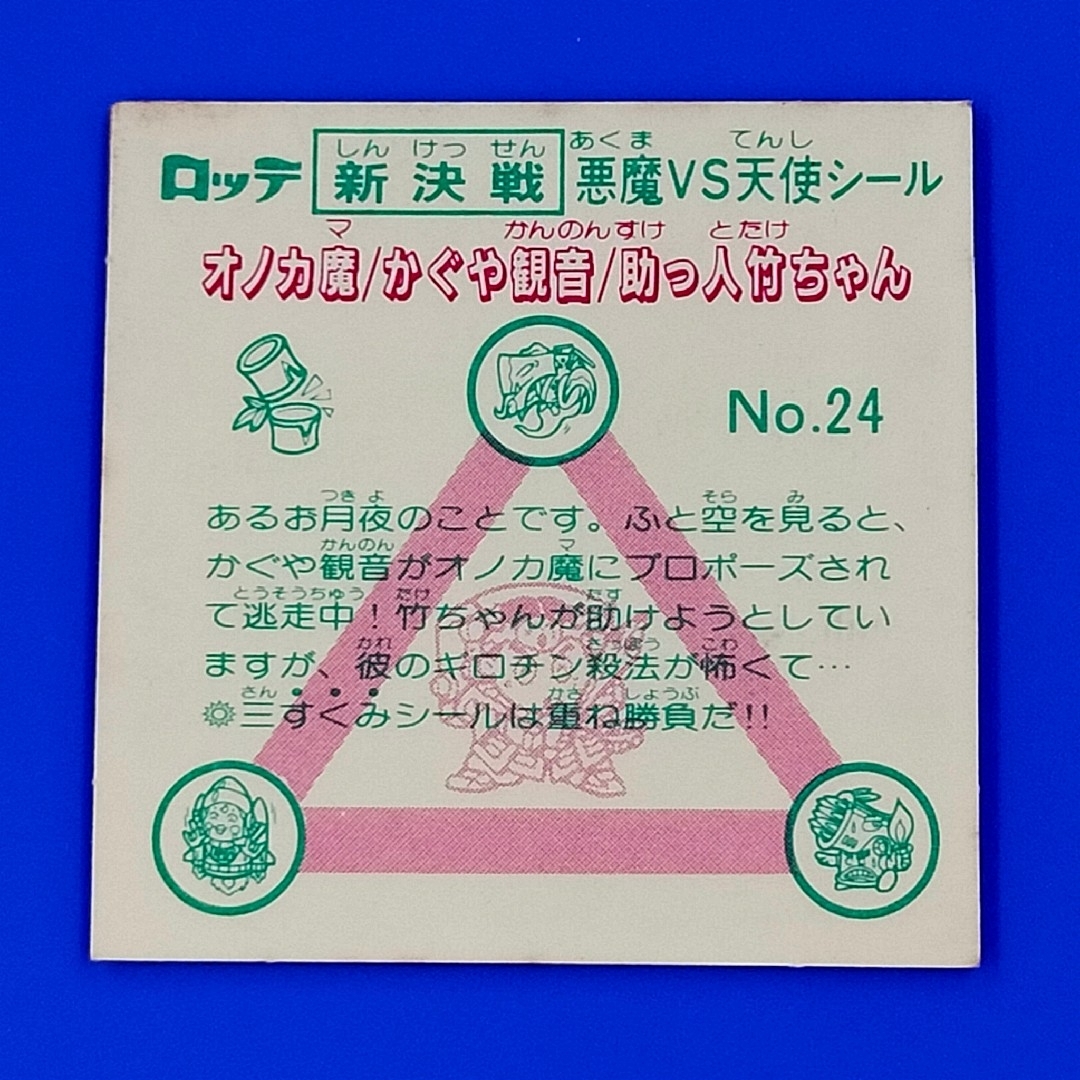 しん けっ せん あくま てんし
ロッテ 新決戦 悪魔VS天使シール
マ かんのんすけ とたけ
オノカ魔/かぐや観音/助っ人竹ちゃん
No.24
つきよ そら み
あるお月夜のことです。ふと空を見ると、
かんのん マ
かぐや観音がオノカ魔にプロポーズされ
とうそうちゅう たけ たす
て逃走中!竹ちゃんが助けようとしてい
かれ さっぽう こわ
ますが、彼のギロチン殺法が怖くて…
さん かさ しょうぶ
三すくみシールは重ね勝負だ!!